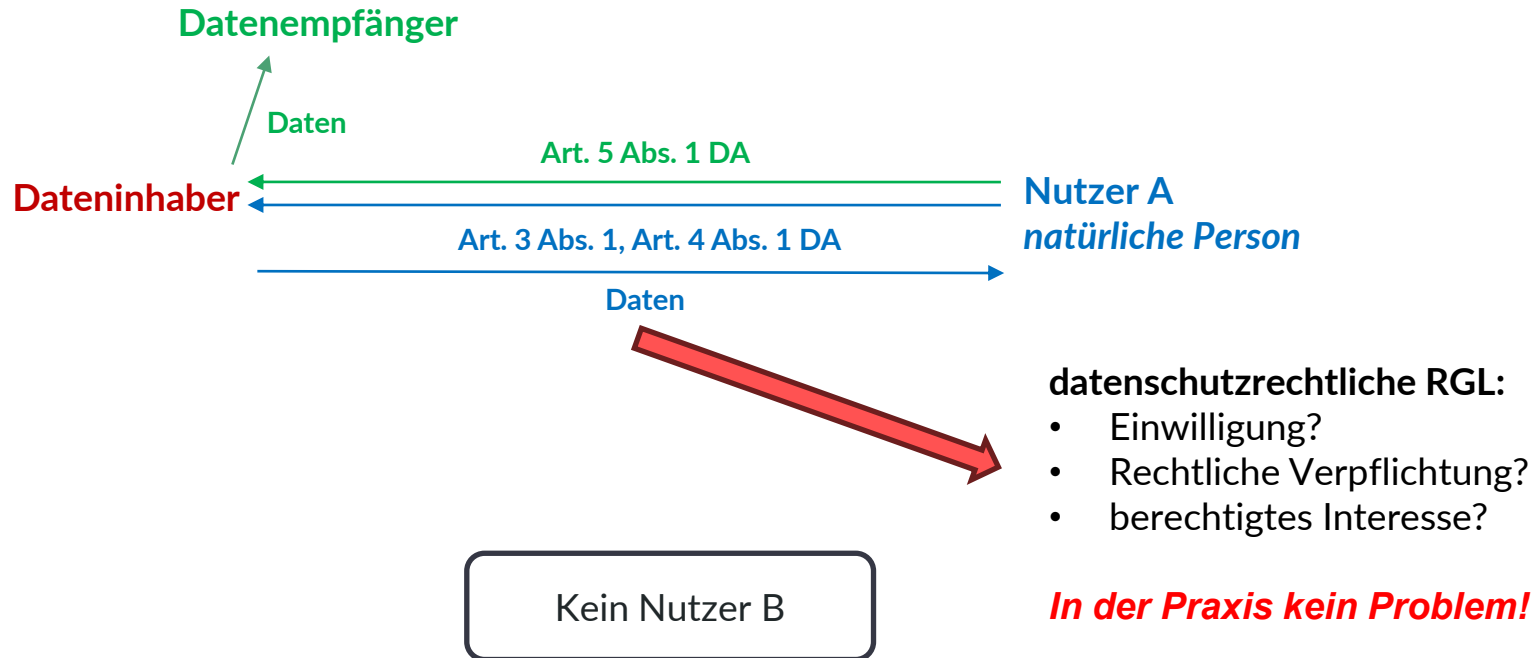 Datenempfänger
Daten
Art. 5 Abs. 1 DA
Dateninhaber
Nutzer A
natürliche Person
Art. 3 Abs. 1, Art. 4 Abs. 1 DA
Daten
datenschutzrechtliche RGL:
• Einwilligung?
• Rechtliche Verpflichtung?
• berechtigtes Interesse?
Kein Nutzer B
In der Praxis kein Problem!